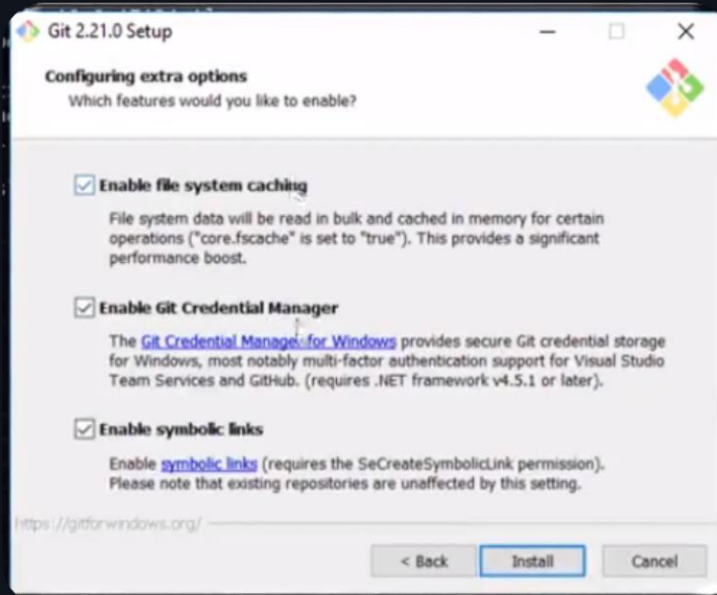 Git 2.21.0 Setup
Configuring extra options
Which features would you like to enable?
Enable file system caching
File system data will be read in bulk and cached in memory for certain
operations ("core.fscache" is set to "true"). This provides a significant
performance boost.
Enable Git Credential Manager
The Git Credential Manager for Windows provides secure Git credential storage
for Windows, most notably multi-factor authentication support for Visual Studio
Team Services and GitHub. (requires .NET framework v4.5.1 or later).
Enable symbolic links
Enable symbolic links (requires the SeCreateSymbolicLink permission).
Please note that existing repositories are unaffected by this setting.
https://gitforwindows.org/
< Back Install Cancel